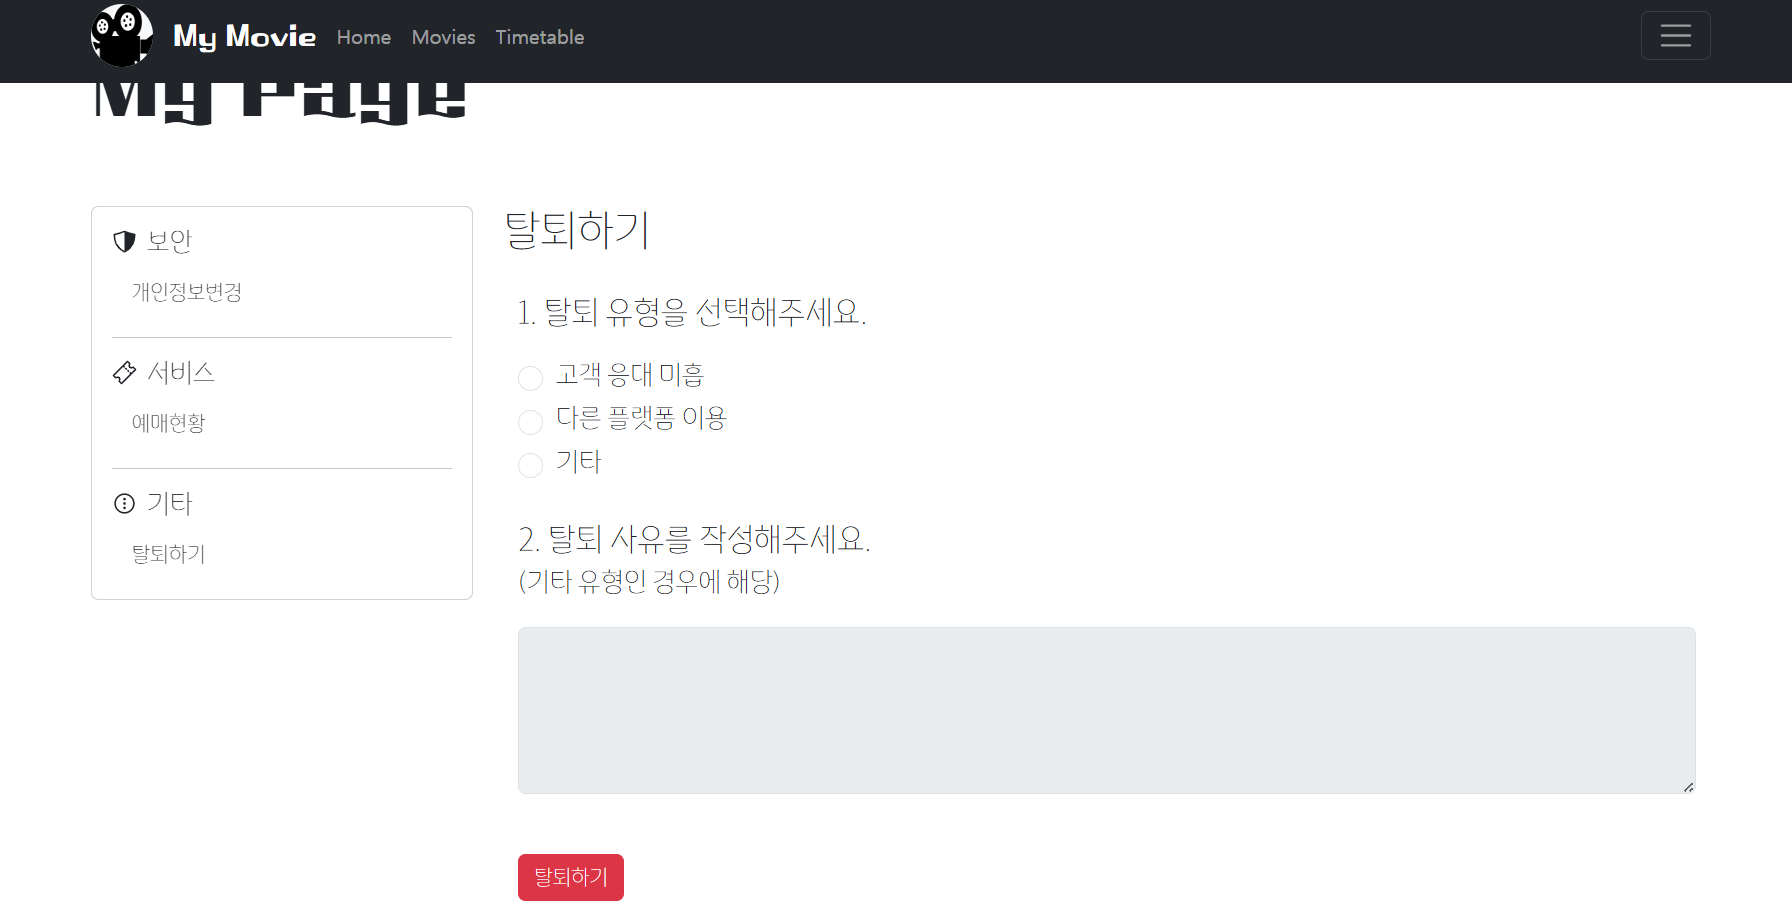 My Movie Home Movies Timetable
My Page
보안
개인정보변경
서비스
예매현황
기타
탈퇴하기
탈퇴하기
1. 탈퇴 유형을 선택해주세요.
고객 응대 미흡
다른 플랫폼 이용
기타
2. 탈퇴 사유를 작성해주세요.
(기타 유형인 경우에 해당)
탈퇴하기